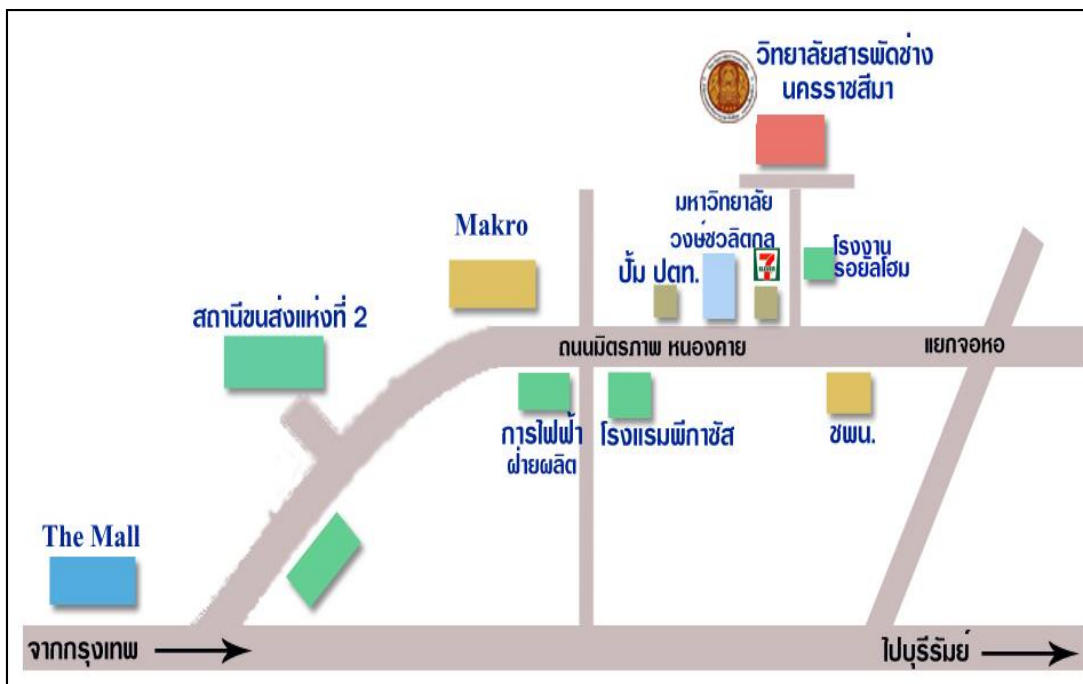 วิทยาลัยสารพัดช่าง
นครราชสีมา
มหาวิทยาลัย
วงษ์ชวลิตกุล
Makro
โรงงาน
รอยัลโฮม
ปั้ม ปตท.
7
ELEVEN
สถานีขนส่งแห่งที่ 2
ถนนมิตรภาพ หนองคาย
แยกจอหอ
การไฟฟ้า
ฝ่ายผลิต
โรงแรมพีกาซัส
ชพน.
The Mall
จากกรุงเทพ
ไปบุรีรัมย์